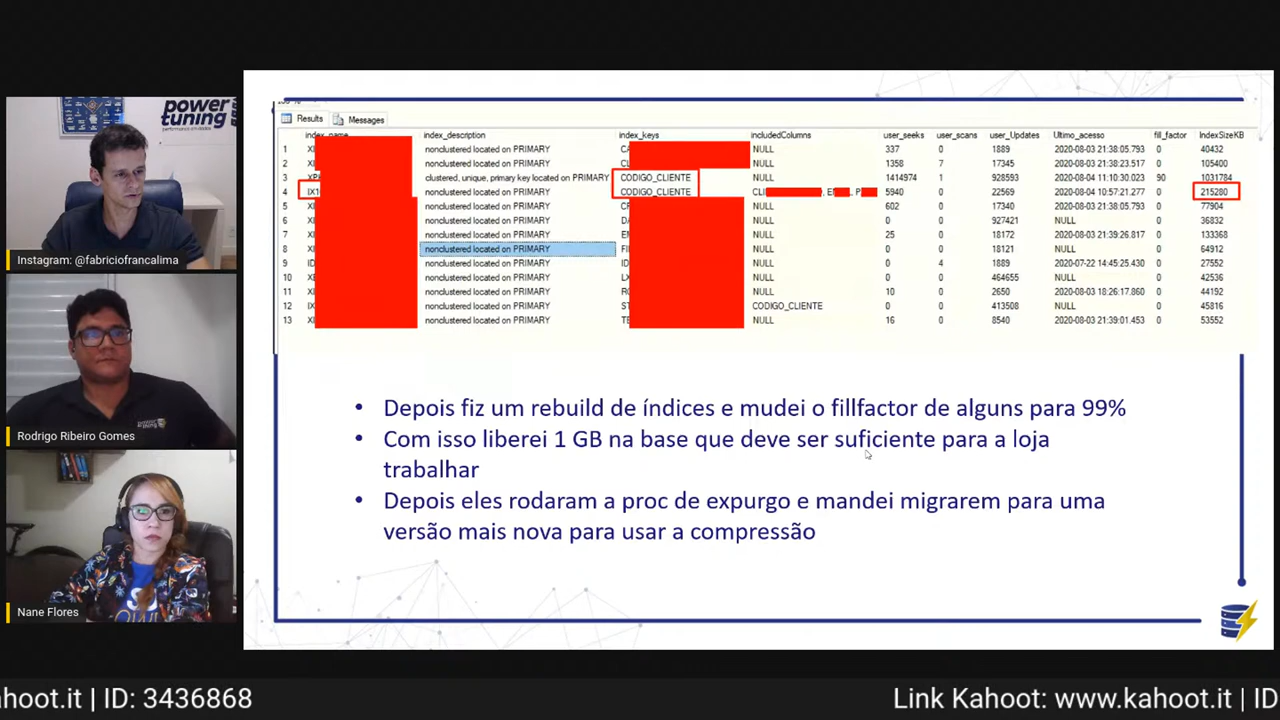 power
tuning
performance em dados
Instagram: @fabriciofrancalima
Rodrigo Ribeiro Gomes
Nane Flores
Results Messages
index_name index_description index_keys includedColumns user_seeks user_scans user_Updates Ultimo_acesso fill_factor IndexSizeKB
1 nonclustered located on PRIMARY NULL 337 0 1889 2020-08-03 21:38:05.793 0 40432
2 nonclustered located on PRIMARY NULL 1358 7 17345 2020-08-04 21:38:23.517 0 105400
3 clustered, unique, primary key located on PRIMARY CODIGO_CLIENTE NULL 1414974 1 928593 2020-08-04 11:10:30.023 90 1031784
4 nonclustered located on PRIMARY CODIGO_CLIENTE 5940 0 22569 2020-08-04 10:57:21.277 0 215280
5 nonclustered located on PRIMARY NULL 602 0 17340 2020-08-03 21:38:05.793 0 77904
6 nonclustered located on PRIMARY NULL 0 0 927421 NULL 0 36832
7 nonclustered located on PRIMARY NULL 25 0 18172 2020-08-03 21:39:26.817 0 133368
8 nonclustered located on PRIMARY NULL 0 0 18121 NULL 0 64912
9 nonclustered located on PRIMARY NULL 0 4 1889 2020-07-22 14:45:25.430 0 27552
10 nonclustered located on PRIMARY NULL 0 0 464655 NULL 0 42536
11 nonclustered located on PRIMARY NULL 10 0 2650 2020-08-03 18:26:17.860 0 44192
12 nonclustered located on PRIMARY CODIGO_CLIENTE 0 0 413508 NULL 0 45816
13 nonclustered located on PRIMARY NULL 16 0 8540 2020-08-03 21:39:01.453 0 53552
• Depois fiz um rebuild de índices e mudei o fillfactor de alguns para 99%
• Com isso liberei 1 GB na base que deve ser suficiente para a loja
trabalhar
• Depois eles rodaram a proc de expurgo e mandei migrarem para uma
versão mais nova para usar a compressão
ahoot.it | ID: 3436868 Link Kahoot: www.kahoot.it | ID